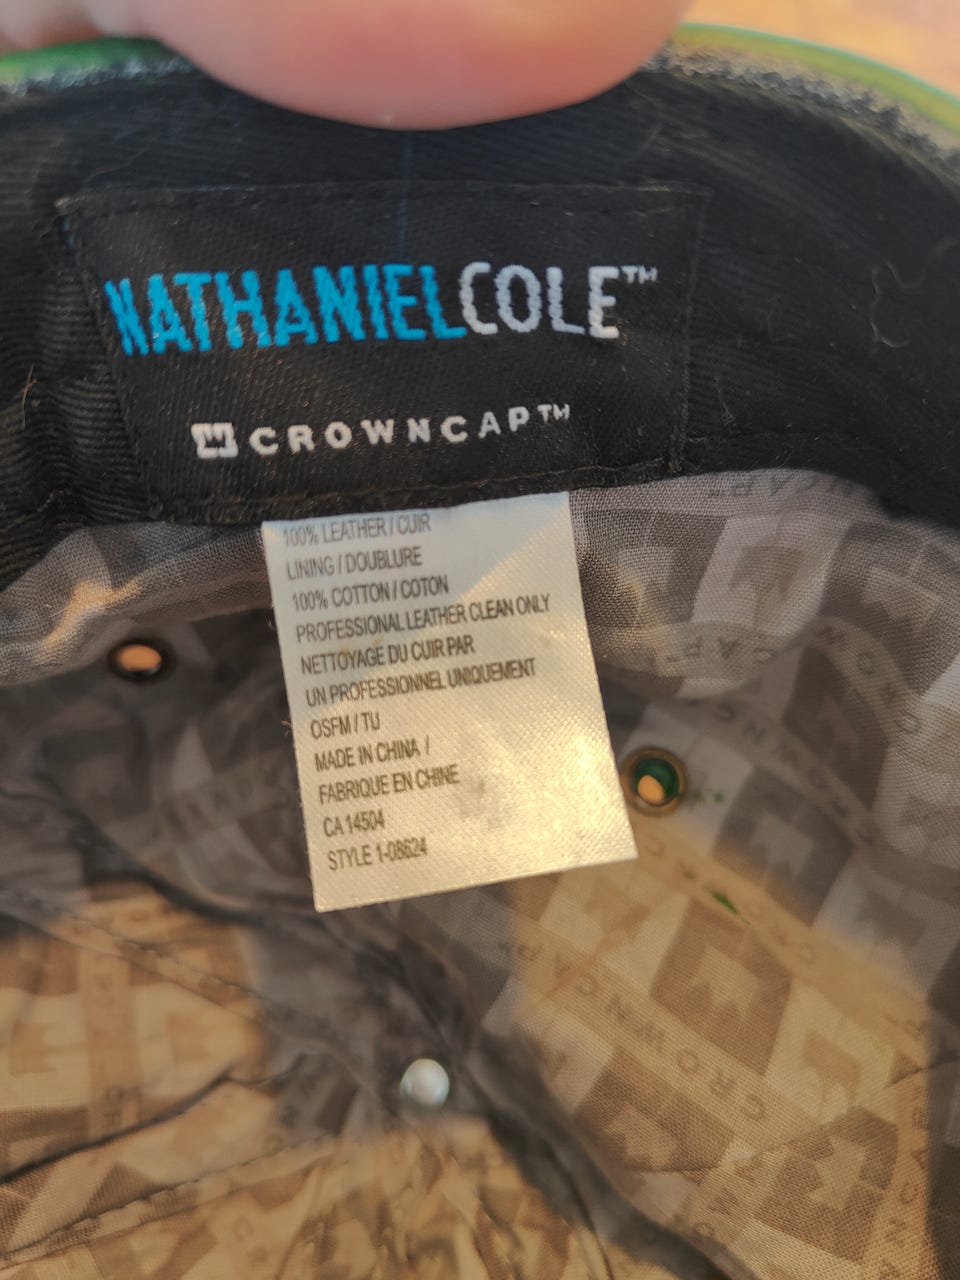 NATHANIELCOLE™
CROWNCAP™
100% LEATHER / CUIR
LINING / DOUBLURE
100% COTTON / COTON
PROFESSIONAL LEATHER CLEAN ONLY
NETTOYAGE DU CUIR PAR
UN PROFESSIONNEL UNIQUEMENT
OSFM / TU
MADE IN CHINA /
FABRIQUE EN CHINE
CA 14504
STYLE 1-08624
CROWNCAP